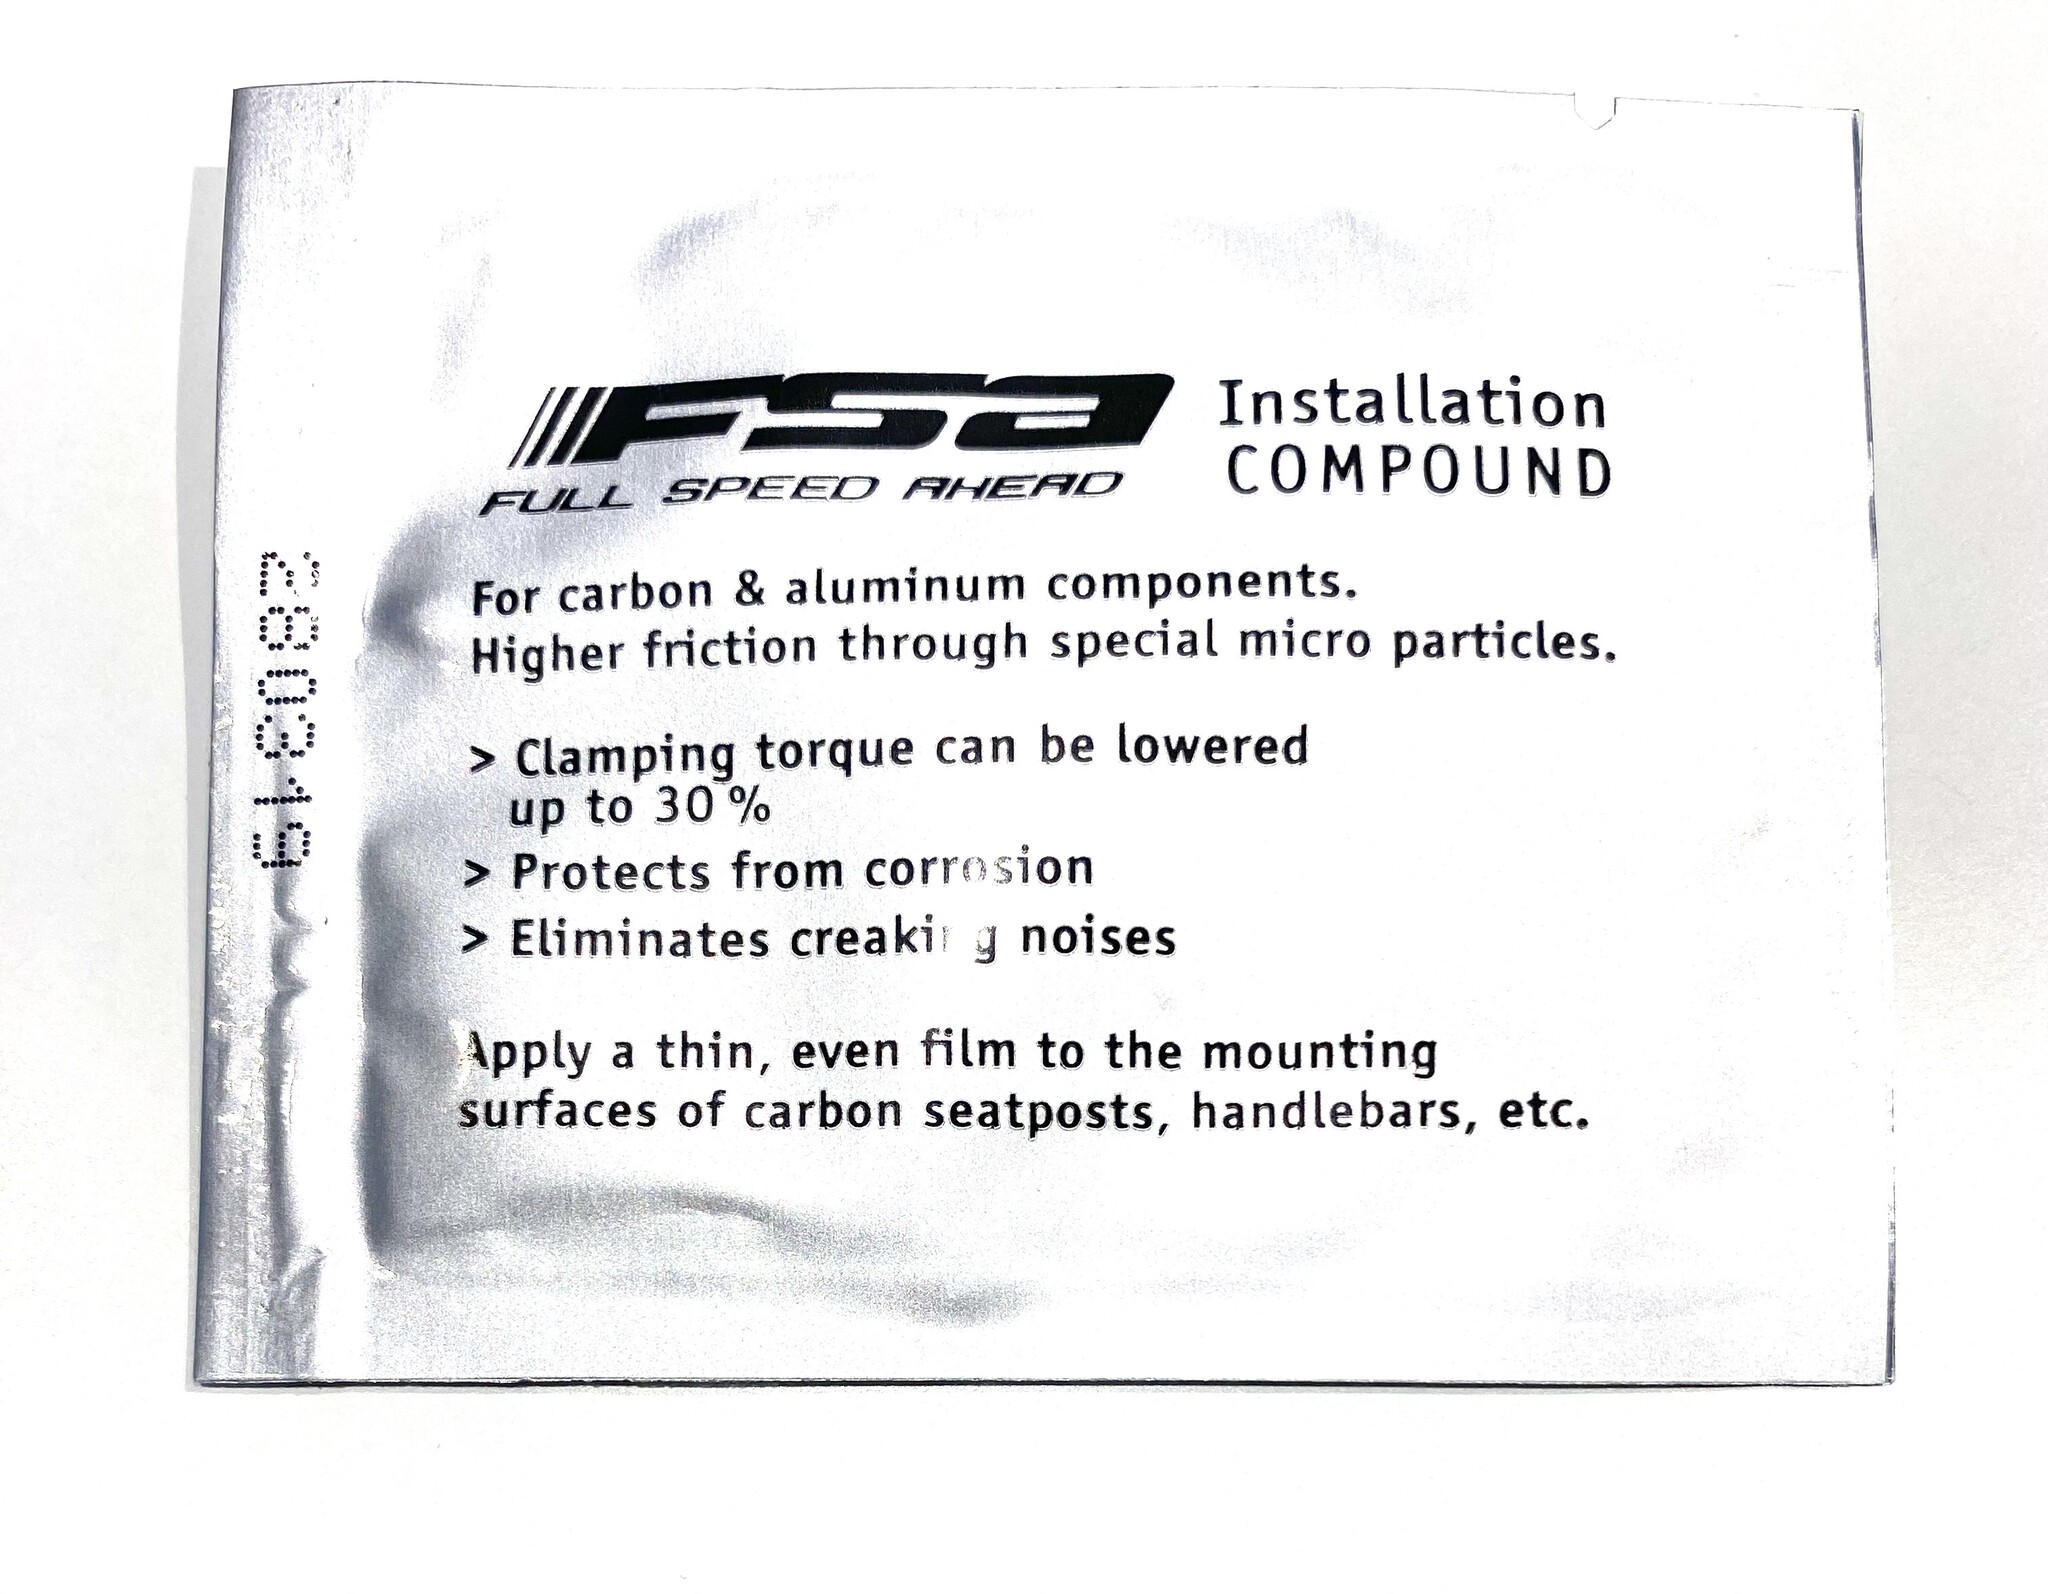 280319
FSA Installation
FULL SPEED AHEAD COMPOUND
For carbon & aluminum components.
Higher friction through special micro particles.
> Clamping torque can be lowered
up to 30%
> Protects from corrosion
> Eliminates creaking noises
Apply a thin, even film to the mounting
surfaces of carbon seatposts, handlebars, etc.